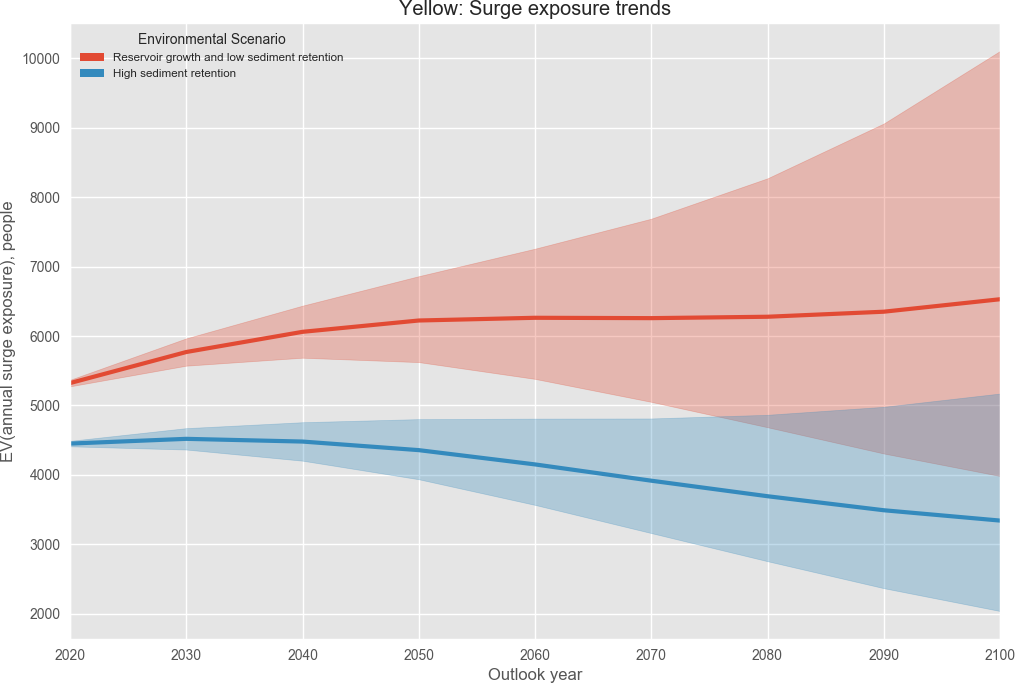 Yellow: Surge exposure trends
Environmental Scenario
Reservoir growth and low sediment retention
High sediment retention
EV(annual surge exposure), people
10000
9000
8000
7000
6000
5000
4000
3000
2000
2020 2030 2040 2050 2060 2070 2080 2090 2100
Outlook year